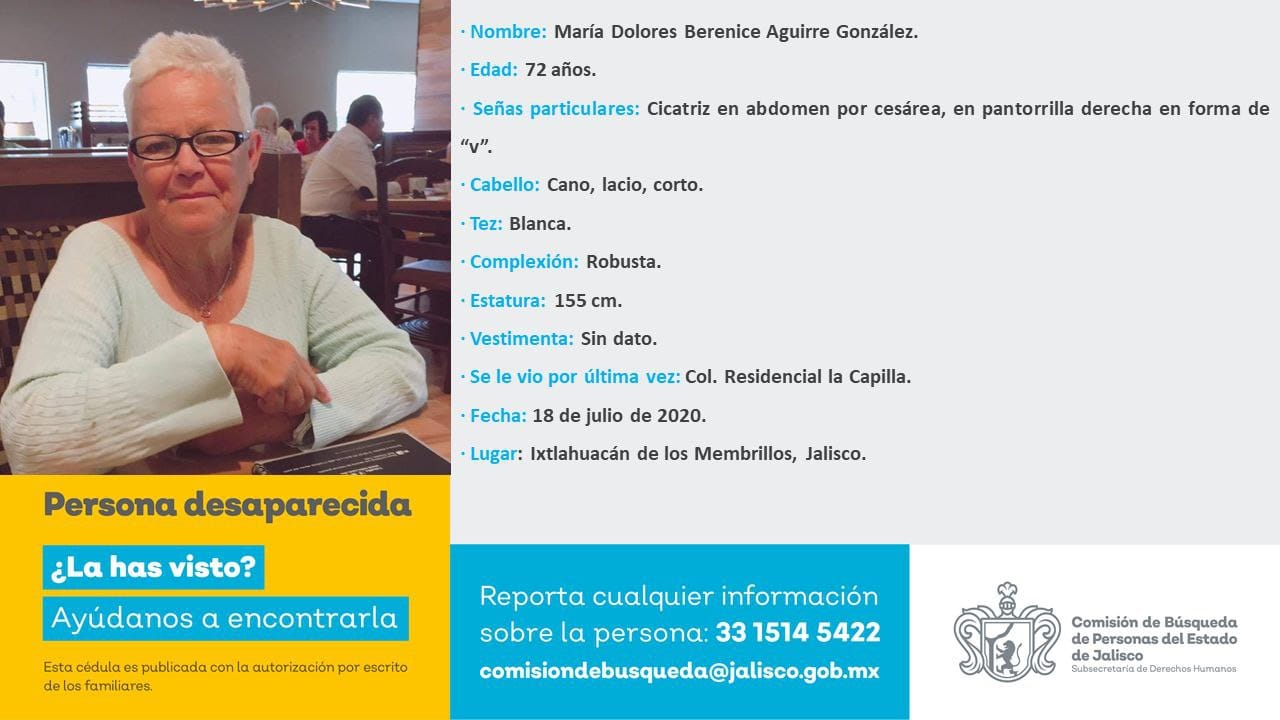 · Nombre: María Dolores Berenice Aguirre González.
· Edad: 72 años.
· Señas particulares: Cicatriz en abdomen por cesárea, en pantorrilla derecha en forma de
“v”.
· Cabello: Cano, lacio, corto.
· Tez: Blanca.
· Complexión: Robusta.
· Estatura: 155 cm.
· Vestimenta: Sin dato.
· Se le vio por última vez: Col. Residencial la Capilla.
· Fecha: 18 de julio de 2020.
· Lugar: Ixtlahuacán de los Membrillos, Jalisco.
Persona desaparecida
¿La has visto?
Ayúdanos a encontrarla
Esta cédula es publicada con la autorización por escrito
de los familiares.
Reporta cualquier información
sobre la persona: 33 1514 5422
comisiondebusqueda@jalisco.gob.mx
Comisión de Búsqueda
de Personas del Estado
de Jalisco
Subsecretaría de Derechos Humanos